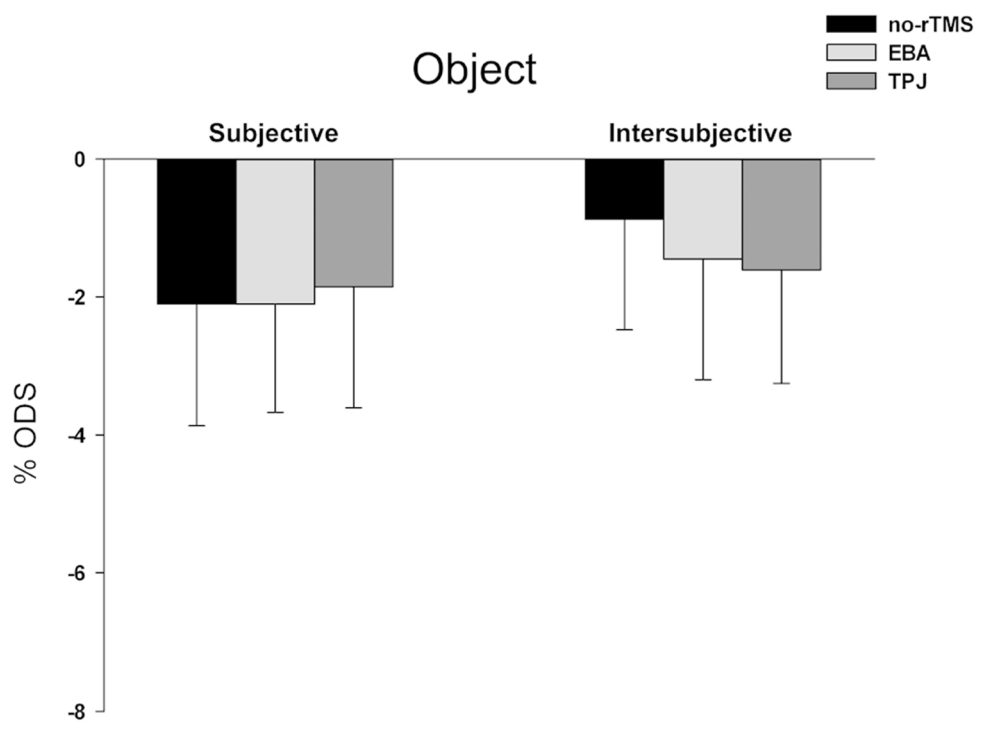 no-rTMS
EBA
TPJ
Object
Subjective
Intersubjective
0
-2
-4
-6
-8
% ODS